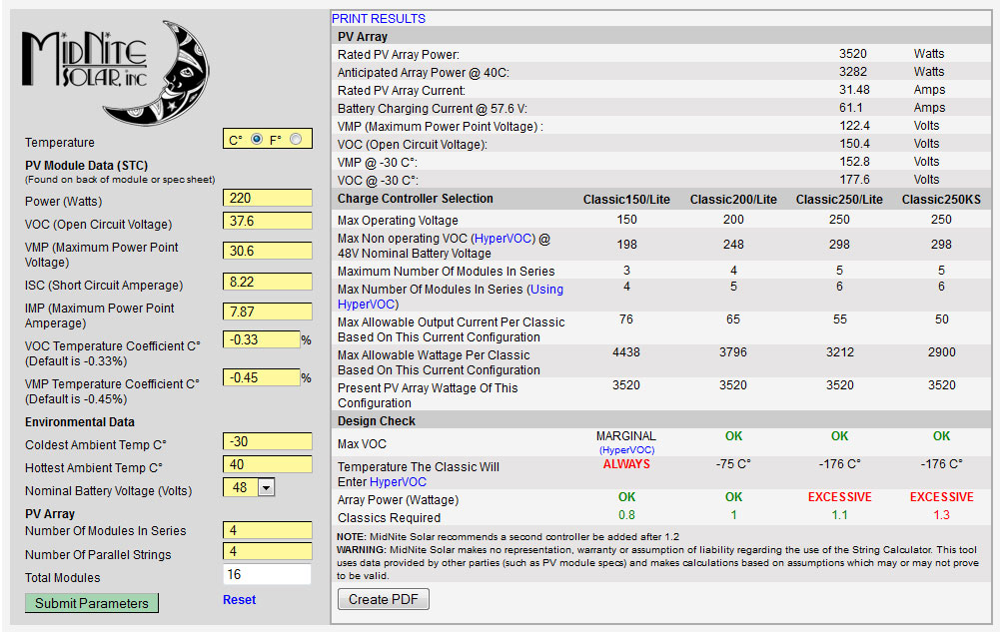 MidNite
SOLAR, inc
Temperature C° F°
PV Module Data (STC)
(Found on back of module or spec sheet)
Power (Watts) 220
VOC (Open Circuit Voltage) 37.6
VMP (Maximum Power Point
Voltage) 30.6
ISC (Short Circuit Amperage) 8.22
IMP (Maximum Power Point
Amperage) 7.87
VOC Temperature Coefficient C° -0.33 %
(Default is -0.33%)
VMP Temperature Coefficient C° -0.45 %
(Default is -0.45%)
Environmental Data
Coldest Ambient Temp C° -30
Hottest Ambient Temp C° 40
Nominal Battery Voltage (Volts) 48
PV Array
Number Of Modules In Series 4
Number Of Parallel Strings 4
Total Modules 16
Submit Parameters Reset
PRINT RESULTS
PV Array
Rated PV Array Power: 3520 Watts
Anticipated Array Power @ 40C: 3282 Watts
Rated PV Array Current: 31.48 Amps
Battery Charging Current @ 57.6 V: 61.1 Amps
VMP (Maximum Power Point Voltage) : 122.4 Volts
VOC (Open Circuit Voltage): 150.4 Volts
VMP @ -30 C°: 152.8 Volts
VOC @ -30 C°: 177.6 Volts
Charge Controller Selection Classic150/Lite Classic200/Lite Classic250/Lite Classic250KS
Max Operating Voltage 150 200 250 250
Max Non operating VOC (HyperVOC) @
48V Nominal Battery Voltage 198 248 298 298
Maximum Number Of Modules In Series 3 4 5 5
Max Number Of Modules In Series (Using
HyperVOC) 4 5 6 6
Max Allowable Output Current Per Classic
Based On This Current Configuration 76 65 55 50
Max Allowable Wattage Per Classic
Based On This Current Configuration 4438 3796 3212 2900
Present PV Array Wattage Of This
Configuration 3520 3520 3520 3520
Design Check
Max VOC MARGINAL OK OK OK
(HyperVOC)
Temperature The Classic Will
Enter HyperVOC ALWAYS -75 C° -176 C° -176 C°
Array Power (Wattage) OK OK EXCESSIVE EXCESSIVE
Classics Required 0.8 1 1.1 1.3
NOTE: MidNite Solar recommends a second controller be added after 1.2
WARNING: MidNite Solar makes no representation, warranty or assumption of liability regarding the use of the String Calculator. This tool
uses data provided by other parties (such as PV module specs) and makes calculations based on assumptions which may or may not prove
to be valid.
Create PDF